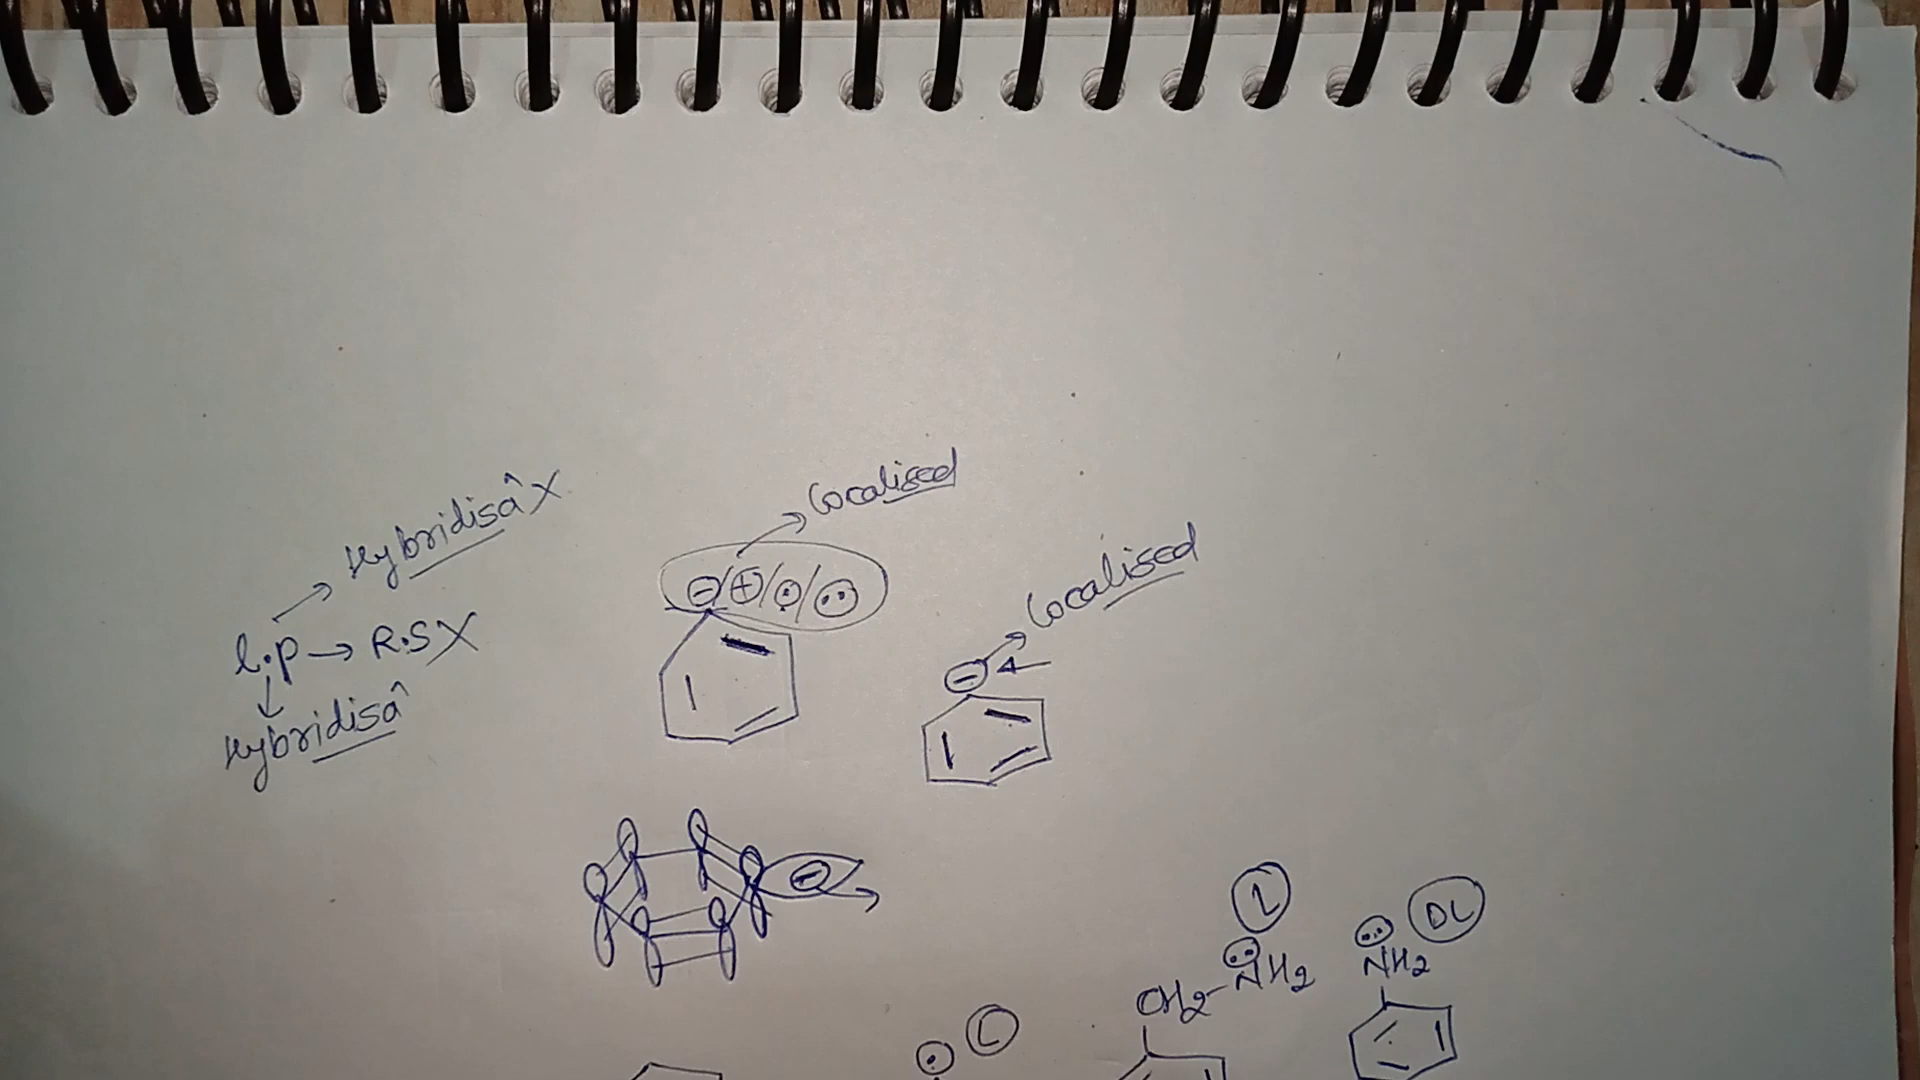 Hybridisâ X
l.p → R.S X
Hybridisâ
Localised
⊖/⊕/⊙/··
Localised
⊖
⊖
L
NH2
CH2-
DL
NH2
L